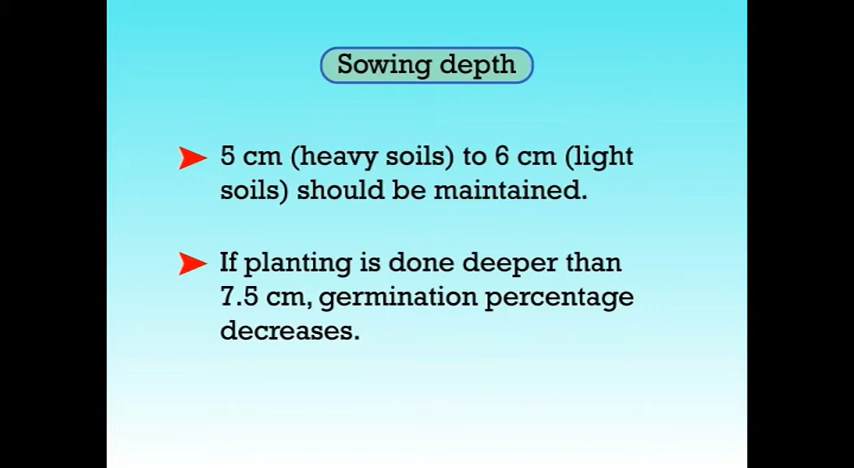 Sowing depth
5 cm (heavy soils) to 6 cm (light
soils) should be maintained.
If planting is done deeper than
7.5 cm, germination percentage
decreases.